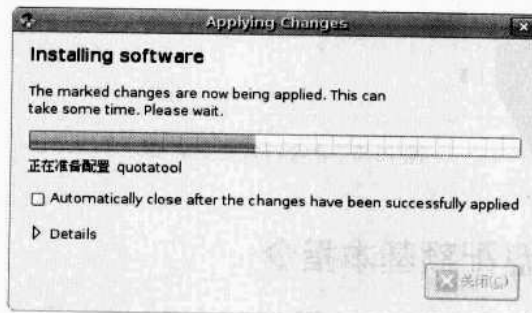 Applying Changes
Installing software
The marked changes are now being applied. This can
take some time. Please wait.
正在准备配置 quotatool
Automatically close after the changes have been successfully applied
Details
关闭(C)